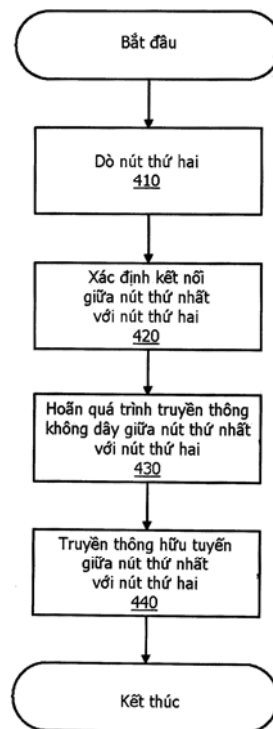 Bắt đầu
Dò nút thứ hai
410
Xác định kết nối
giữa nút thứ nhất
với nút thứ hai
420
Hoãn quá trình truyền thông
không dây giữa nút thứ nhất
với nút thứ hai
430
Truyền thông hữu tuyến
giữa nút thứ nhất
với nút thứ hai
440
Kết thúc